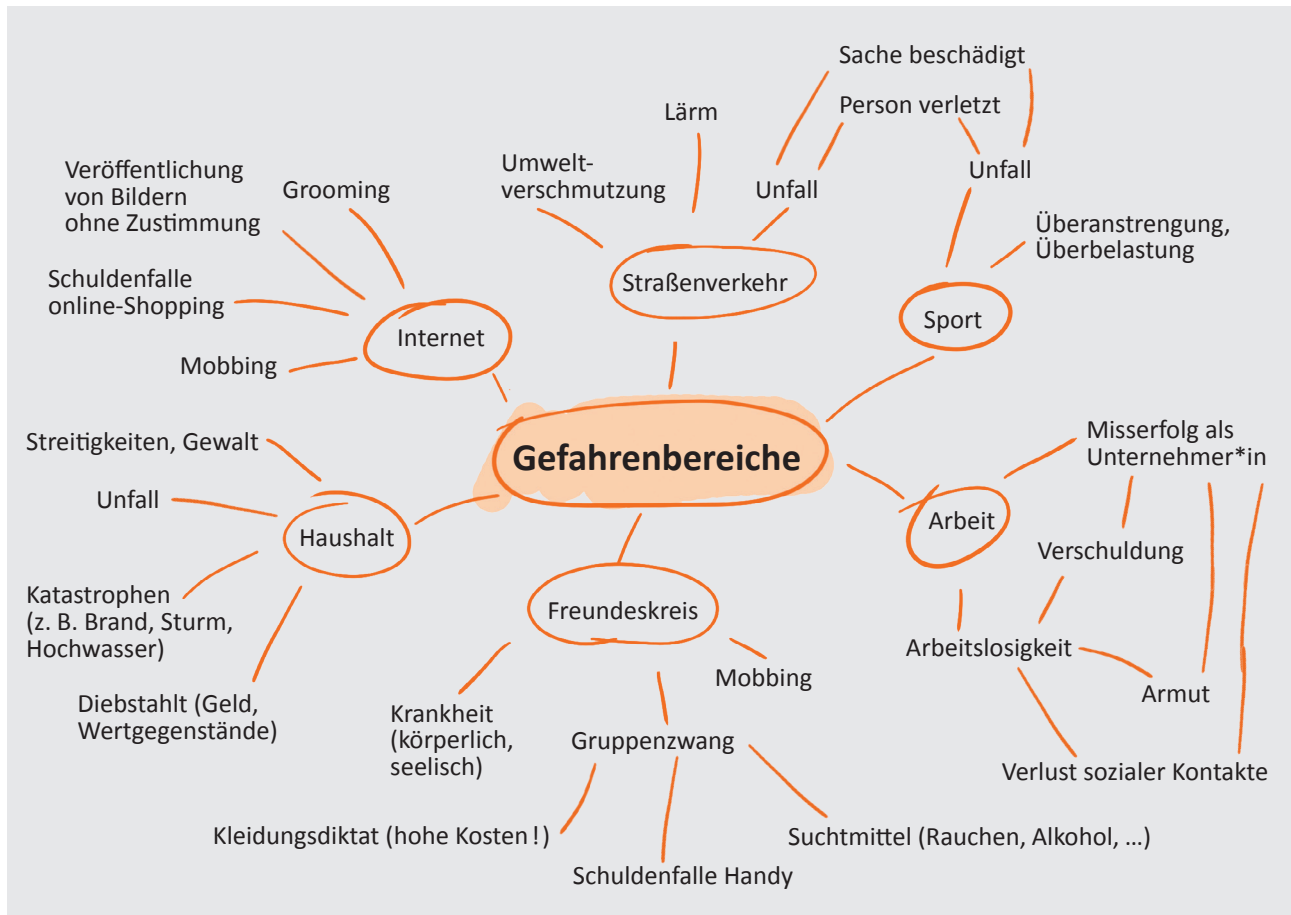 Sache beschädigt
Lärm
Person verletzt
Umwelt-
verschmutzung
Unfall
Unfall
Veröffentlichung
von Bildern
ohne Zustimmung
Grooming
Überanstrengung,
Überbelastung
Schuldenfalle
online-Shopping
Straßenverkehr
Internet
Sport
Mobbing
Gefahrenbereiche
Streitigkeiten, Gewalt
Misserfolg als
Unternehmer*in
Unfall
Haushalt
Arbeit
Verschuldung
Katastrophen
(z. B. Brand, Sturm,
Hochwasser)
Freundeskreis
Arbeitslosigkeit
Mobbing
Armut
Diebstahlt (Geld,
Wertgegenstände)
Krankheit
(körperlich,
seelisch)
Gruppenzwang
Verlust sozialer Kontakte
Kleidungsdiktat (hohe Kosten !)
Suchtmittel (Rauchen, Alkohol, ...)
Schuldenfalle Handy